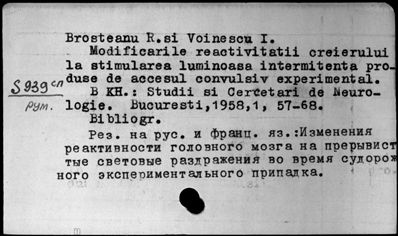 Brosteanu R.si Voinescu I.
Modificarile reactivitatii creierului
la stimularea luminoasa intermitenta pro-
duse de accesul convulsiv experimental.
S 939 сп
рум.
В КН.: Studii si Cercetari de Neuro-
logie. Bucuresti,1958,1, 57-68.
Bibliogr.
Рез. на рус. и франц. яз.:Изменения
реактивности головного мозга на прерывист
тые световые раздражения во время судорож
ного экспериментального припадка.